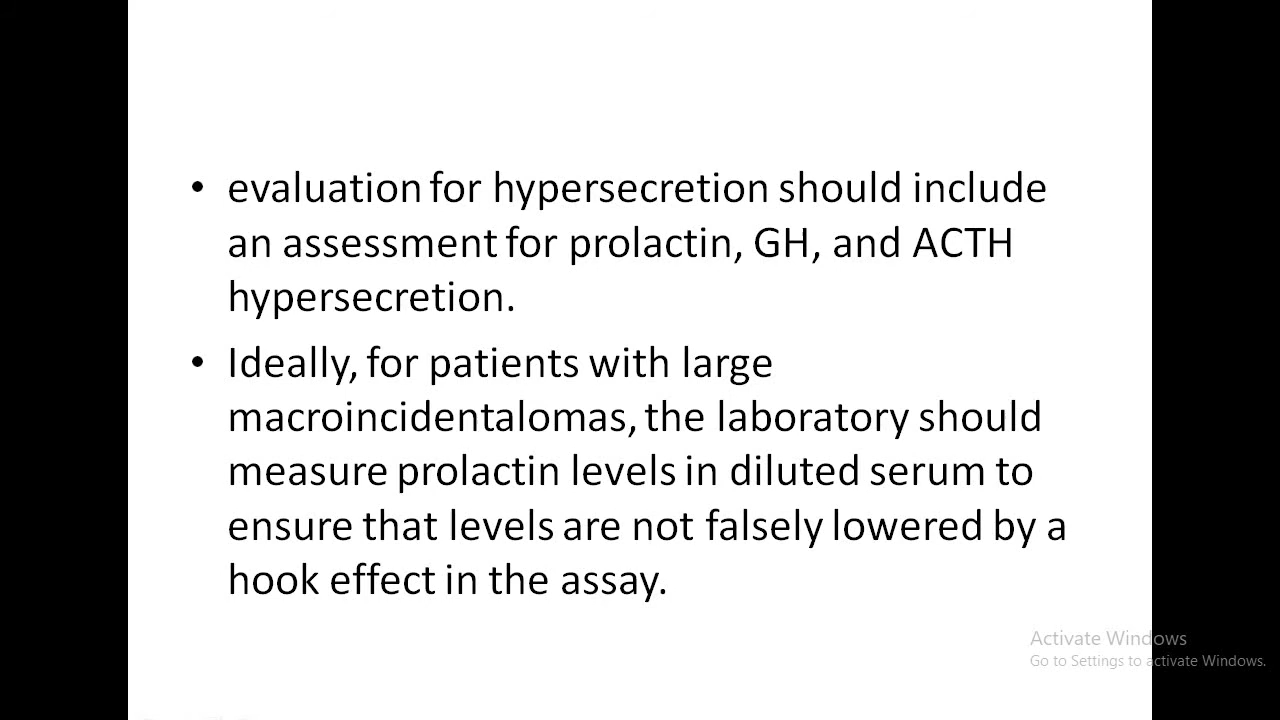 • evaluation for hypersecretion should include
an assessment for prolactin, GH, and ACTH
hypersecretion.
• Ideally, for patients with large
macroincidentalomas, the laboratory should
measure prolactin levels in diluted serum to
ensure that levels are not falsely lowered by a
hook effect in the assay.
Activate Windows
Go to Settings to activate Windows.